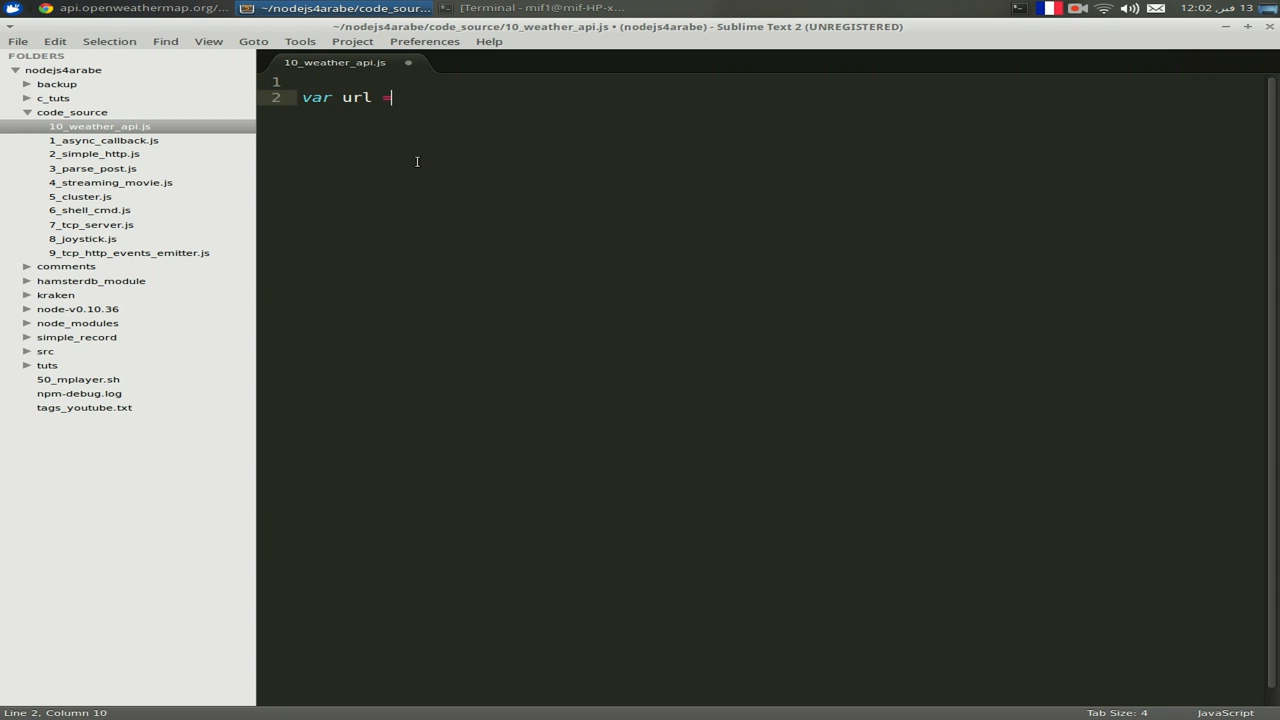 api.openweathermap.org/... ~/nodejs4arabe/code_sour... [Terminal - mif1@mif-HP-x... 12:02 ,فبر 13
~/nodejs4arabe/code_source/10_weather_api.js • (nodejs4arabe) - Sublime Text 2 (UNREGISTERED)
File Edit Selection Find View Goto Tools Project Preferences Help
FOLDERS
nodejs4arabe
backup
c_tuts
code_source
10_weather_api.js
1_async_callback.js
2_simple_http.js
3_parse_post.js
4_streaming_movie.js
5_cluster.js
6_shell_cmd.js
7_tcp_server.js
8_joystick.js
9_tcp_http_events_emitter.js
comments
hamsterdb_module
kraken
node-v0.10.36
node_modules
simple_record
src
tuts
50_mplayer.sh
npm-debug.log
tags_youtube.txt
10_weather_api.js
1
2 var url =
Line 2, Column 10 Tab Size: 4 JavaScript